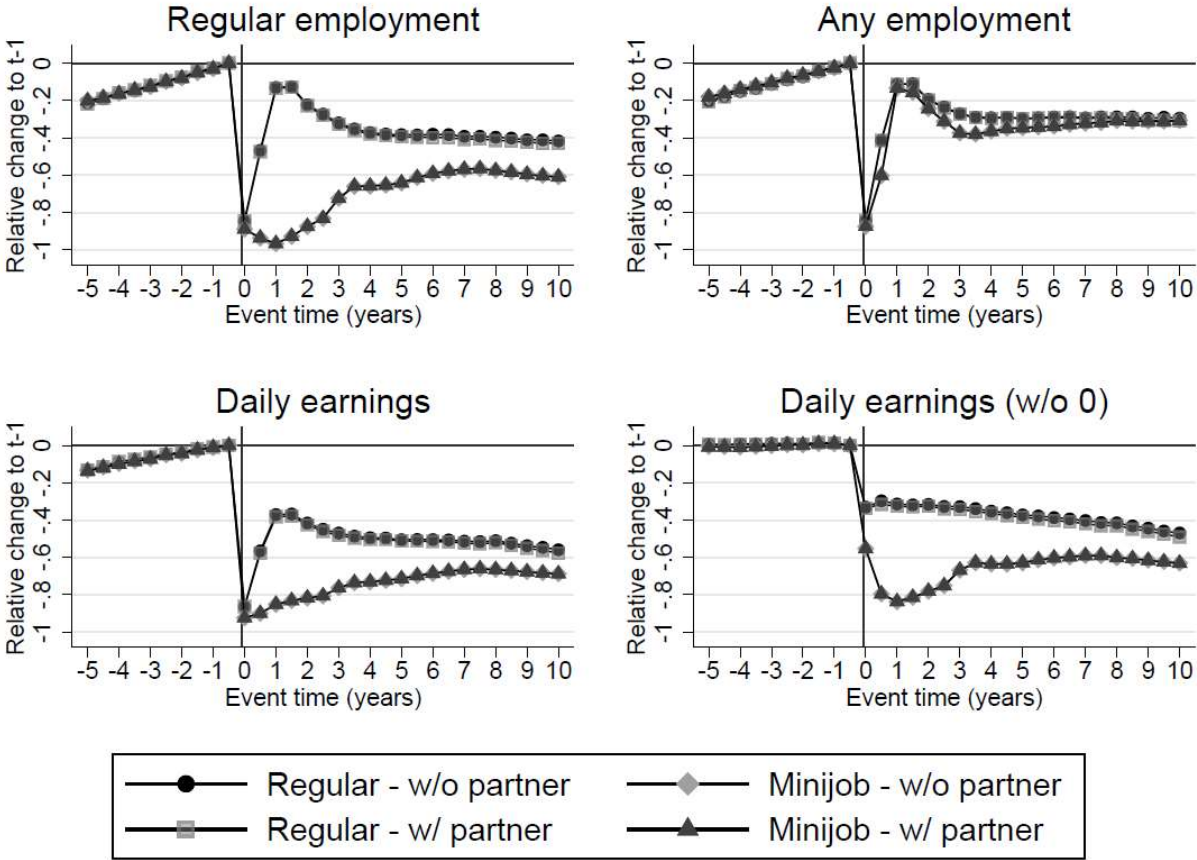 Regular employment
Relative change to t-1
0
-.2
-.4
-.6
-.8
-1
-5 -4 -3 -2 -1 0 1 2 3 4 5 6 7 8 9 10
Event time (years)
Any employment
Relative change to t-1
0
-.2
-.4
-.6
-.8
-1
-5 -4 -3 -2 -1 0 1 2 3 4 5 6 7 8 9 10
Event time (years)
Daily earnings
Relative change to t-1
0
-.2
-.4
-.6
-.8
-1
-5 -4 -3 -2 -1 0 1 2 3 4 5 6 7 8 9 10
Event time (years)
Daily earnings (w/o 0)
Relative change to t-1
0
-.2
-.4
-.6
-.8
-1
-5 -4 -3 -2 -1 0 1 2 3 4 5 6 7 8 9 10
Event time (years)
Regular - w/o partner
Minijob - w/o partner
Regular - w/ partner
Minijob - w/ partner